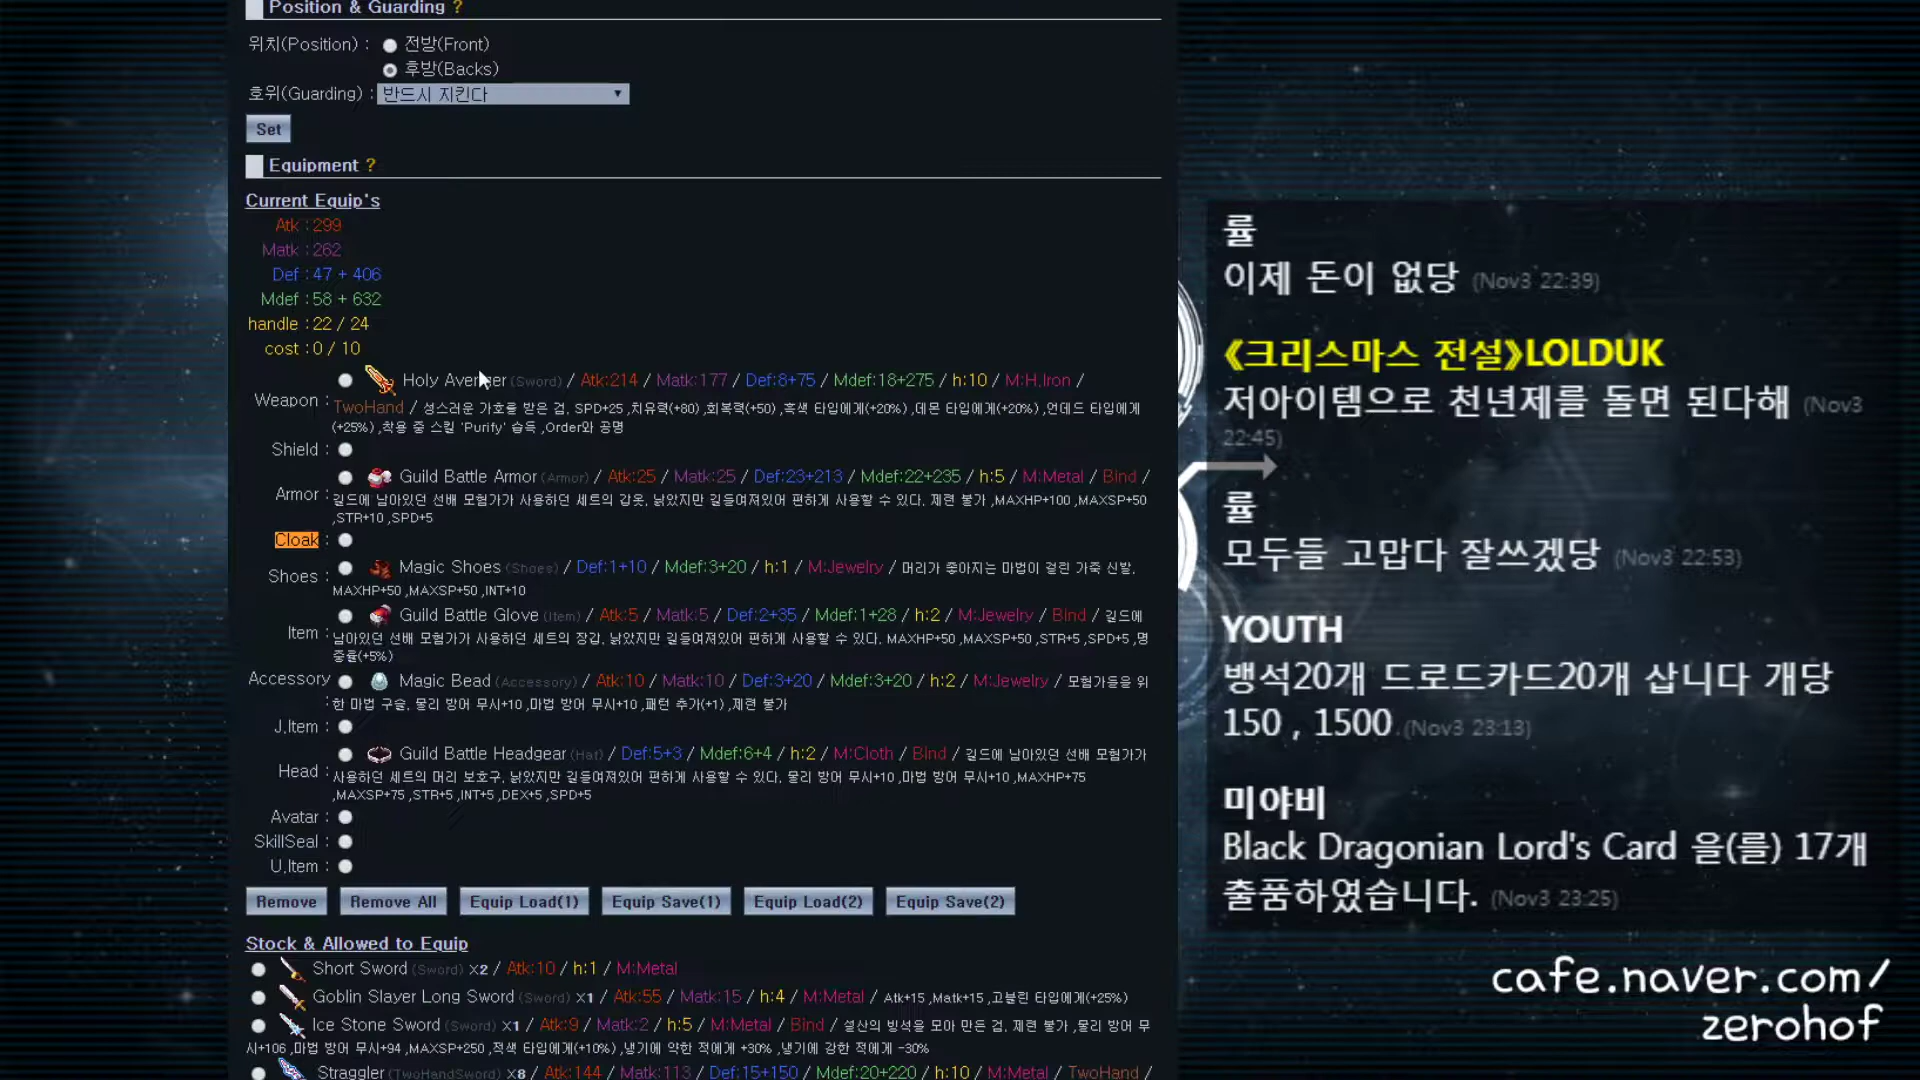 Position & Guarding ?
위치(Position) : 전방(Front)
후방(Backs)
호위(Guarding) : 반드시 지킨다
Set
Equipment ?
Current Equip's
Atk : 299
Matk : 262
Def : 47 + 406
Mdef : 58 + 632
handle : 22 / 24
cost : 0 / 10
Weapon : Holy Avenger (Sword) / Atk:214 / Matk:177 / Def:8+75 / Mdef:18+275 / h:10 / M:H.Iron /
TwoHand / 성스러운 가호를 받은 검. SPD+25 ,치유력(+80) ,회복력(+50) ,흑색 타입에게(+20%) ,데몬 타입에게(+20%) ,언데드 타입에게
(+25%) ,착용 중 스킬 'Purify' 습득 ,Order와 공명
Shield :
Armor : Guild Battle Armor (Armor) / Atk:25 / Matk:25 / Def:23+213 / Mdef:22+235 / h:5 / M:Metal / Bind /
길드에 남아있던 선배 모험가가 사용하던 세트의 갑옷. 낡았지만 길들여져있어 편하게 사용할 수 있다. 제련 불가 ,MAXHP+100 ,MAXSP+50
,STR+10 ,SPD+5
Cloak :
Shoes : Magic Shoes (Shoes) / Def:1+10 / Mdef:3+20 / h:1 / M:Jewelry / 머리가 좋아지는 마법이 걸린 가죽 신발.
MAXHP+50 ,MAXSP+50 ,INT+10
Item : Guild Battle Glove (Item) / Atk:5 / Matk:5 / Def:2+35 / Mdef:1+28 / h:2 / M:Jewelry / Bind / 길드에
남아있던 선배 모험가가 사용하던 세트의 장갑. 낡았지만 길들여져있어 편하게 사용할 수 있다. MAXHP+50 ,MAXSP+50 ,STR+5 ,SPD+5 ,명
중률(+5%)
Accessory : Magic Bead (Accessory) / Atk:10 / Matk:10 / Def:3+20 / Mdef:3+20 / h:2 / M:Jewelry / 모험가들을 위
한 마법 구슬. 물리 방어 무시+10 ,마법 방어 무시+10 ,패턴 추가(+1) ,제련 불가
J.Item :
Head : Guild Battle Headgear (Hat) / Def:5+3 / Mdef:6+4 / h:2 / M:Cloth / Bind / 길드에 남아있던 선배 모험가가
사용하던 세트의 머리 보호구. 낡았지만 길들여져있어 편하게 사용할 수 있다. 물리 방어 무시+10 ,마법 방어 무시+10 ,MAXHP+75
,MAXSP+75 ,STR+5 ,INT+5 ,DEX+5 ,SPD+5
Avatar :
SkillSeal :
U.Item :
Remove Remove All Equip Load(1) Equip Save(1) Equip Load(2) Equip Save(2)
Stock & Allowed to Equip
Short Sword (Sword) x2 / Atk:10 / h:1 / M:Metal
Goblin Slayer Long Sword (Sword) x1 / Atk:55 / Matk:15 / h:4 / M:Metal / Atk+15 ,Matk+15 ,고블린 타입에게(+25%)
Ice Stone Sword (Sword) x1 / Atk:9 / Matk:2 / h:5 / M:Metal / Bind / 설산의 빙석을 모아 만든 검. 제련 불가 ,물리 방어 무
시+106 ,마법 방어 무시+94 ,MAXSP+250 ,적색 타입에게(+10%) ,냉기에 약한 적에게 +30% ,냉기에 강한 적에게 -30%
Straggler (TwoHandSword) x8 / Atk:144 / Matk:113 / Def:15+150 / Mdef:20+220 / h:10 / M:Metal / TwoHand /
륄
이제 돈이 없당 (Nov3 22:39)
《크리스마스 전설》LOLDUK
저아이템으로 천년제를 돌면 된다해 (Nov3
22:45)
륄
모두들 고맙다 잘쓰겠당 (Nov3 22:53)
YOUTH
뱅석20개 드로드카드20개 삽니다 개당
150 , 1500 (Nov3 23:13)
미야비
Black Dragonian Lord's Card 을(를) 17개
출품하였습니다. (Nov3 23:25)
cafe.naver.com/
zerohof